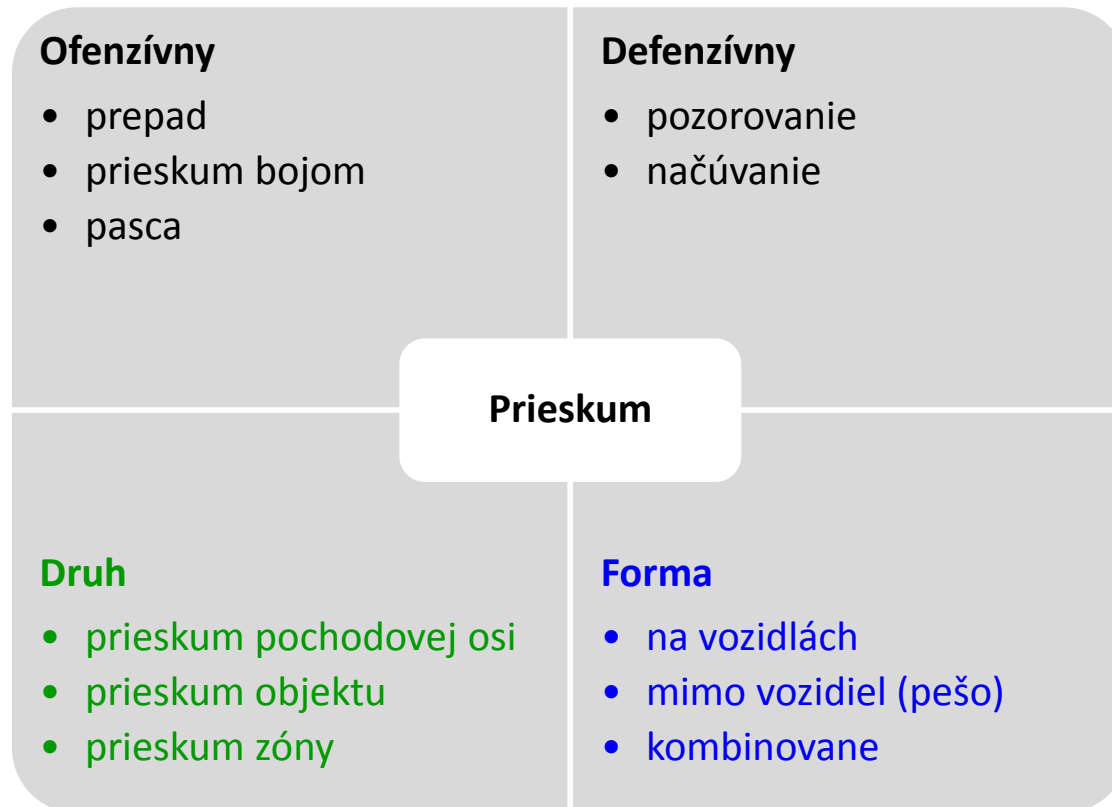 Ofenzívny
• prepad
• prieskum bojom
• pasca
Defenzívny
• pozorovanie
• načúvanie
Prieskum
Druh
• prieskum pochodovej osi
• prieskum objektu
• prieskum zóny
Forma
• na vozidlách
• mimo vozidiel (pešo)
• kombinovane